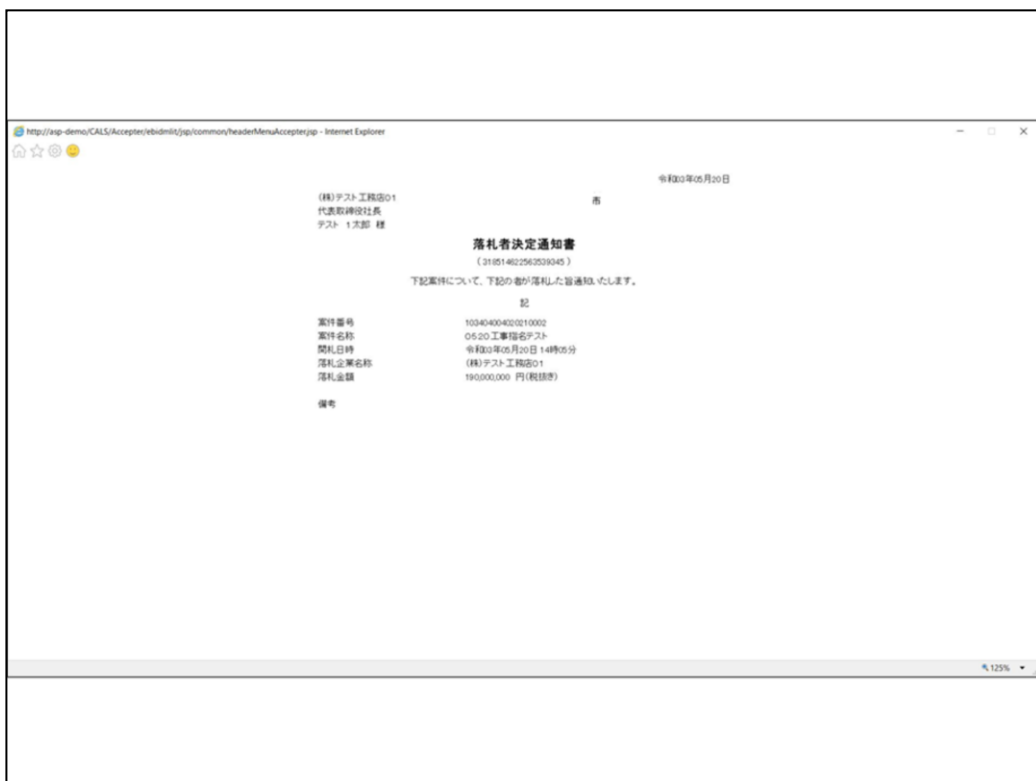 http://asp-demo/CALS/Accepter/ebidmlit/jsp/common/headerMenuAccepter.jsp - Internet Explorer
令和03年05月20日
(株)テスト工務店01
市
代表取締役社長
テスト 1太郎 様
落札者決定通知書
(318514622563539345)
下記案件について、下記の者が落札した旨通知いたします。
記
案件番号 103404004020210002
案件名称 0520工事指名テスト
開札日時 令和03年05月20日 14時05分
落札企業名称 (株)テスト工務店01
落札金額 190,000,000 円(税抜き)
備考
125%